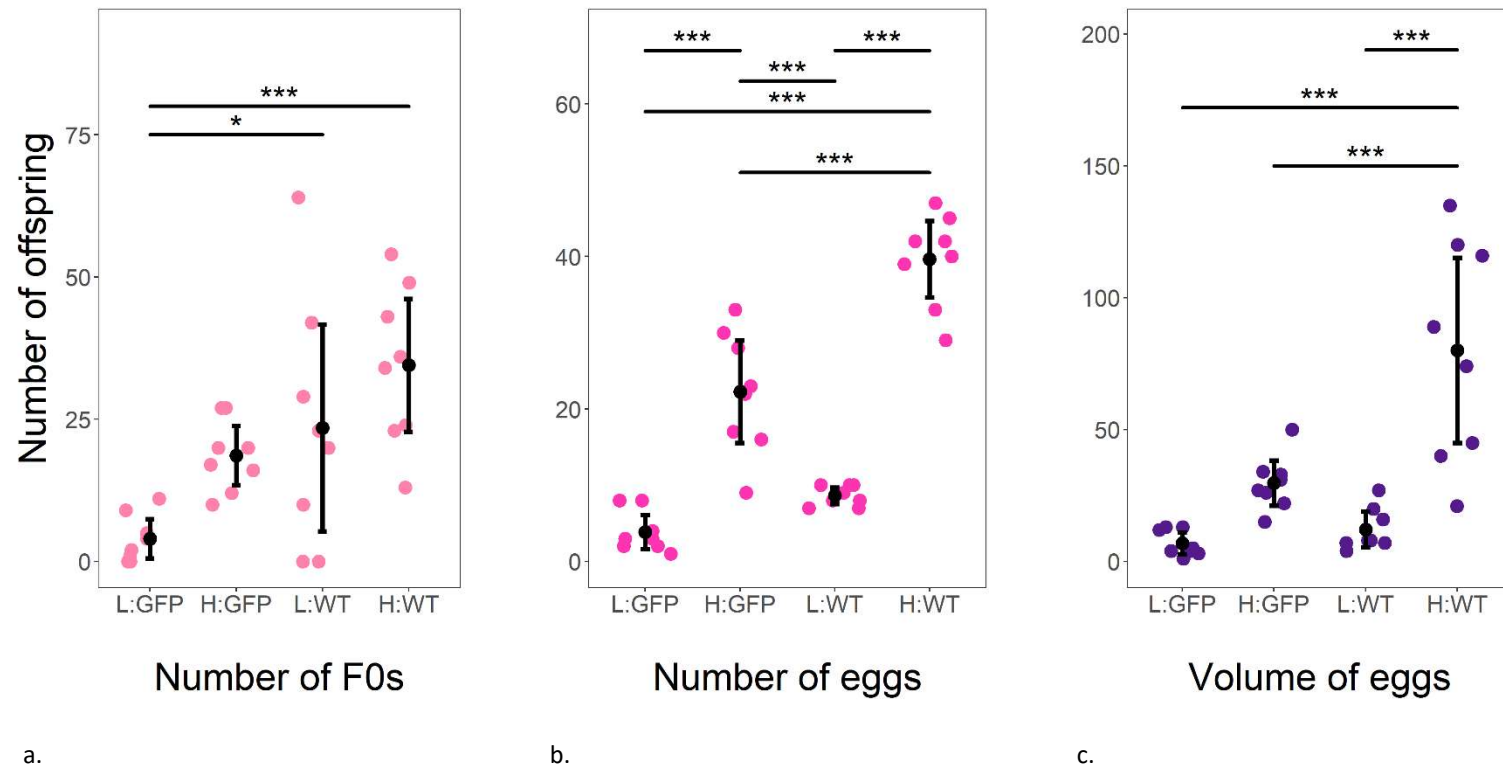 Number of offspring
75
50
25
0
***
*
L:GFP H:GFP L:WT H:WT
Number of F0s
a.
60
40
20
0
*** ***
***
***
***
L:GFP H:GFP L:WT H:WT
Number of eggs
b.
200
150
100
50
0
***
***
***
L:GFP H:GFP L:WT H:WT
Volume of eggs
c.